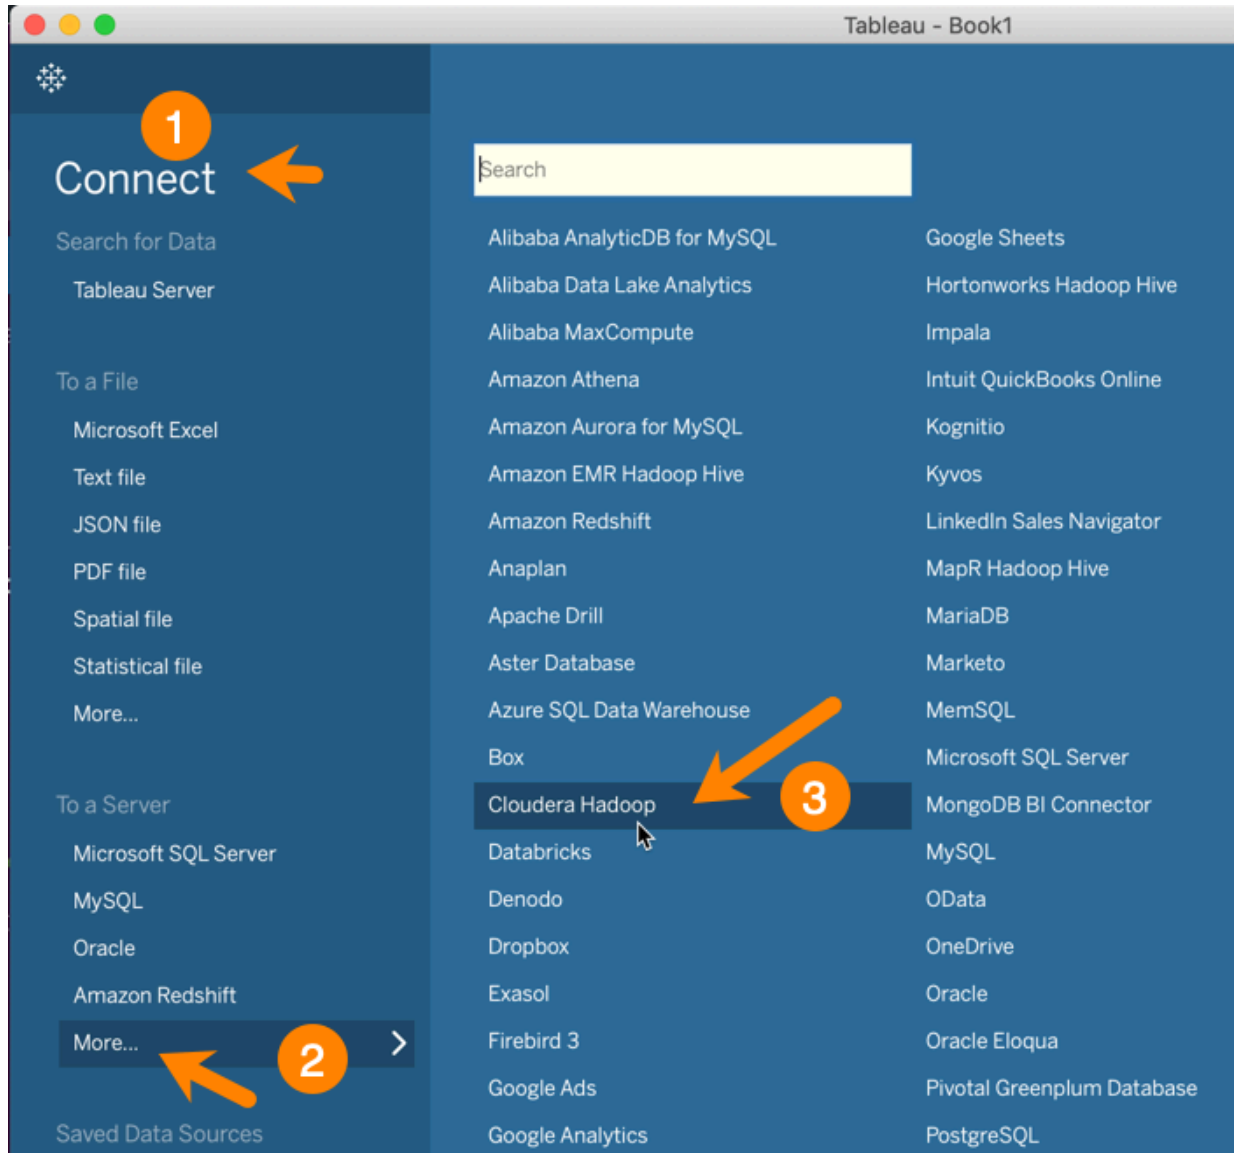 Tableau - Book1
1
Connect
Search for Data
Tableau Server
To a File
Microsoft Excel
Text file
JSON file
PDF file
Spatial file
Statistical file
More...
To a Server
Microsoft SQL Server
MySQL
Oracle
Amazon Redshift
More...
2
Saved Data Sources
Search
Alibaba AnalyticDB for MySQL
Alibaba Data Lake Analytics
Alibaba MaxCompute
Amazon Athena
Amazon Aurora for MySQL
Amazon EMR Hadoop Hive
Amazon Redshift
Anaplan
Apache Drill
Aster Database
Azure SQL Data Warehouse
Box
Cloudera Hadoop
3
Databricks
Denodo
Dropbox
Exasol
Firebird 3
Google Ads
Google Analytics
Google Sheets
Hortonworks Hadoop Hive
Impala
Intuit QuickBooks Online
Kognitio
Kyvos
LinkedIn Sales Navigator
MapR Hadoop Hive
MariaDB
Marketo
MemSQL
Microsoft SQL Server
MongoDB BI Connector
MySQL
OData
OneDrive
Oracle
Oracle Eloqua
Pivotal Greenplum Database
PostgreSQL